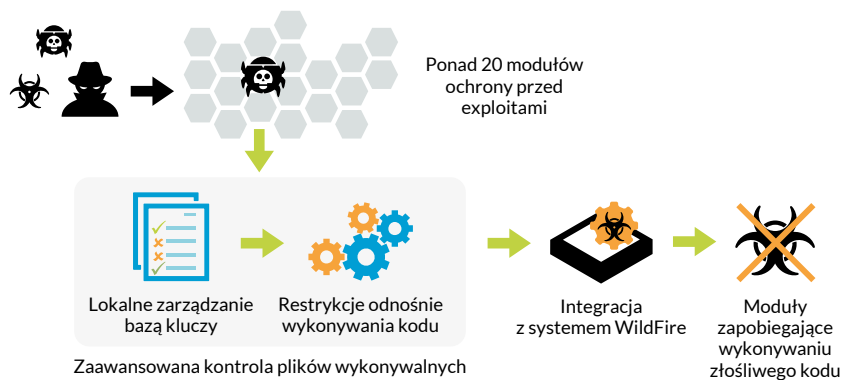 Ponad 20 modułów
ochrony przed
exploitami
Lokalne zarządzanie
bazą kluczy
Restrykcje odnośnie
wykonywania kodu
Zaawansowana kontrola plików wykonywalnych
Integracja
z systemem WildFire
Moduły
zapobiegające
wykonywaniu
złośliwego kodu